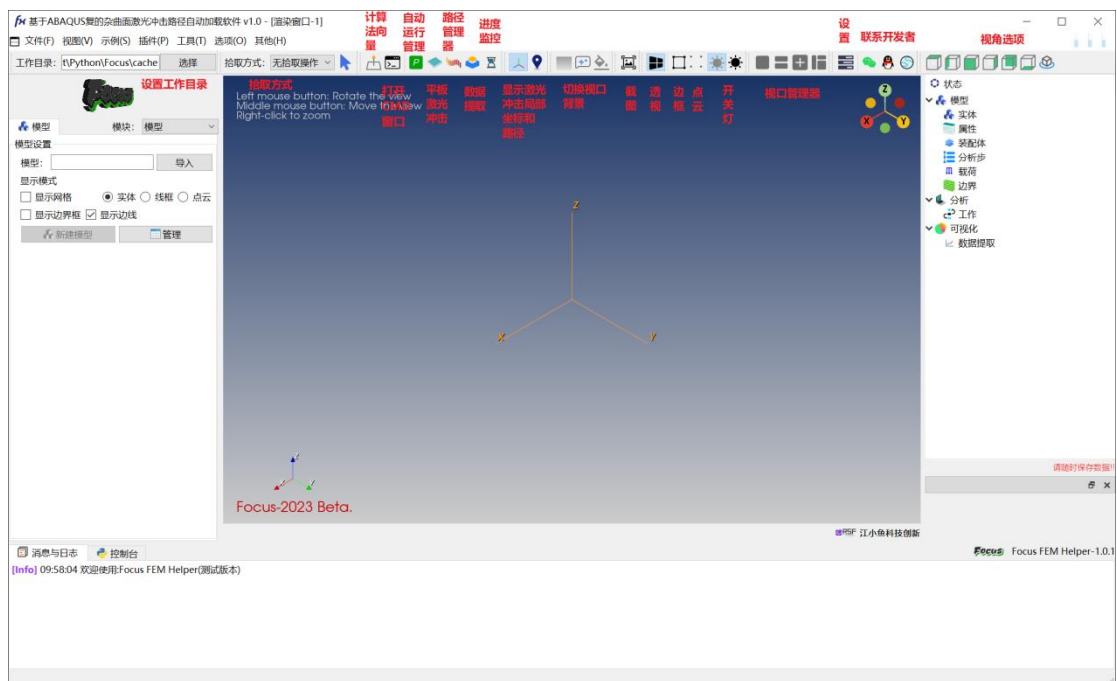 计算 自动 路径 进度
法向 运行 管理 监控
量 管理 器
设置 联系开发者 视角选项
基于ABAQUS复的杂曲面激光冲击路径自动加载软件 v1.0 - [渲染窗口-1]
文件(F) 视图(V) 示例(S) 插件(P) 工具(T) 选项(O) 其他(H)
工作目录: t\Python\Focus\cache 选择 拾取方式: 无拾取操作
Focus
设置工作目录
模型 模块: 模型
模型设置
模型: 导入
显示模式
显示网格 实体 线框 点云
显示边界框 显示边线
新建模型 管理
拾取方式
打开
窗口
平板
激光
冲击
数据
提取
显示激光
冲击局部
坐标和
路径
切换视口
背景
截图
透视
边框
点云
开关灯
视口管理器
Left mouse button: Rotate the view
Middle mouse button: Move the view
Right-click to zoom
Z
X
Y
Z
X Y
Focus-2023 Beta.
状态
模型
实体
属性
装配体
分析步
载荷
边界
分析
工作
可视化
数据提取
请随时保存数据!!
RSF 江小鱼科技创新
消息与日志 控制台
Focus Focus FEM Helper-1.0.1
[Info] 09:58:04 欢迎使用:Focus FEM Helper(测试版本)